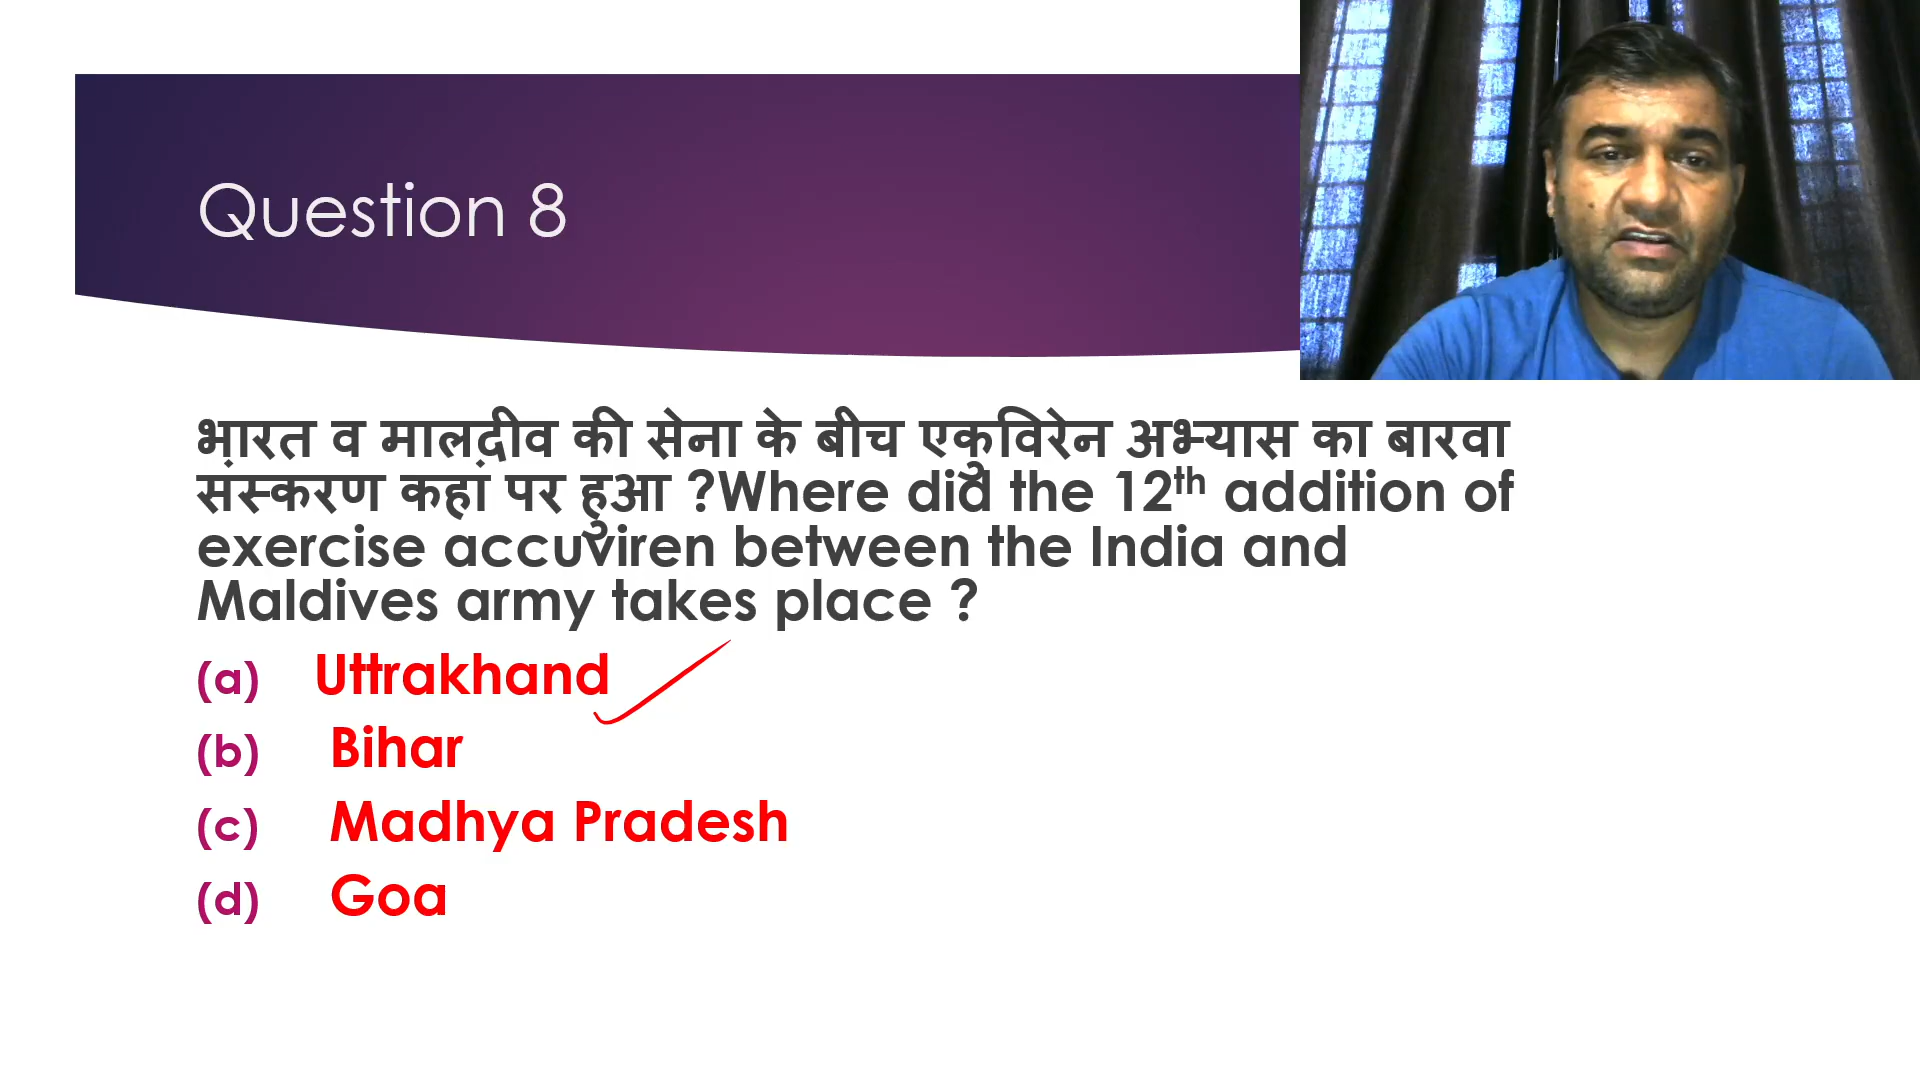 Question 8
भारत व मालदीव की सेना के बीच एकुविरेन अभ्यास का बारवा
संस्करण कहां पर हुआ ?Where did the 12th addition of
exercise accuviren between the India and
Maldives army takes place ?
(a) Uttrakhand
(b) Bihar
(c) Madhya Pradesh
(d) Goa